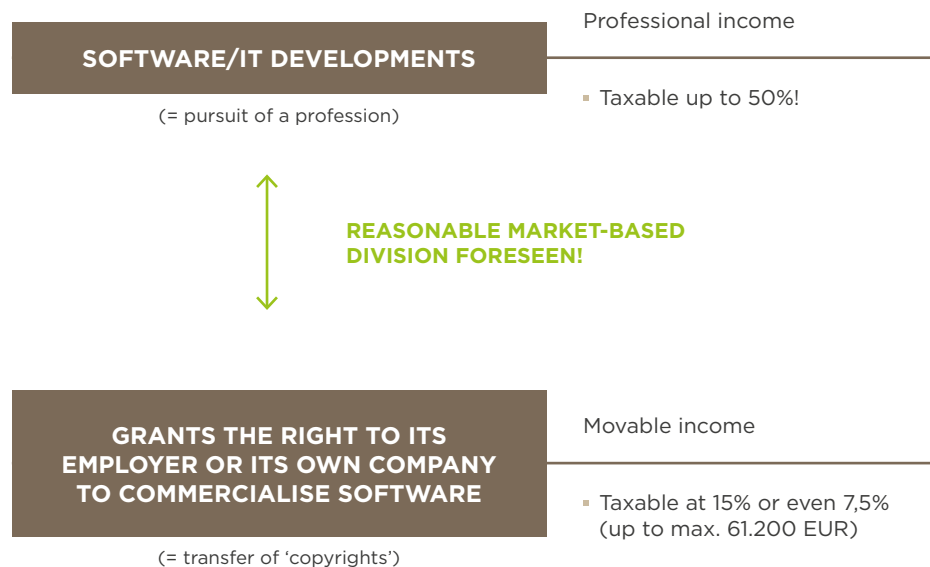 Professional income
SOFTWARE/IT DEVELOPMENTS
▪ Taxable up to 50%!
(= pursuit of a profession)
REASONABLE MARKET-BASED
DIVISION FORESEEN!
GRANTS THE RIGHT TO ITS
EMPLOYER OR ITS OWN COMPANY
TO COMMERCIALISE SOFTWARE
Movable income
▪ Taxable at 15% or even 7,5%
(up to max. 61.200 EUR)
(= transfer of ‘copyrights’)